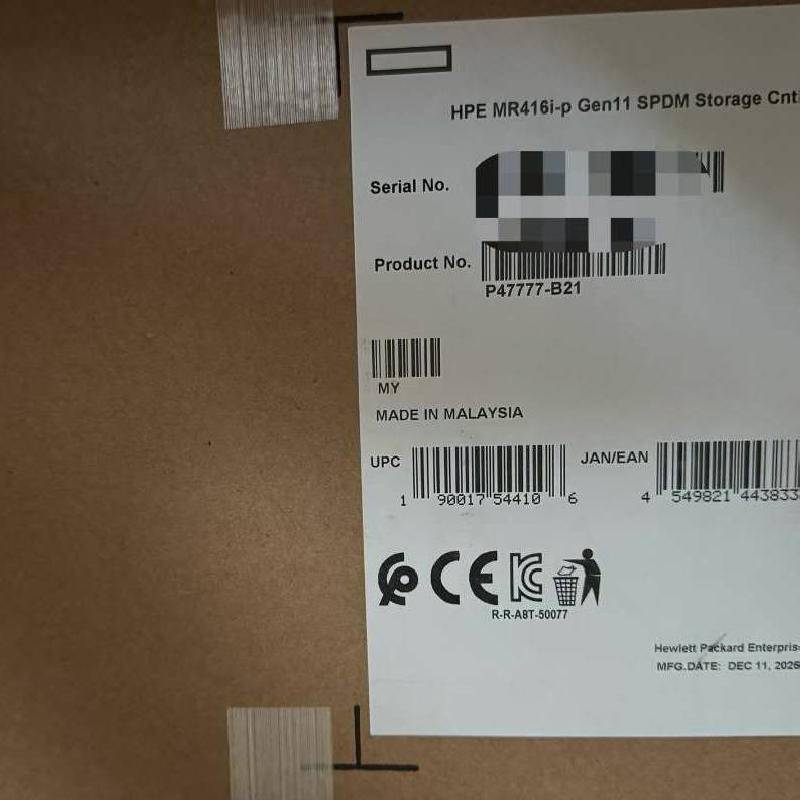 HPE MR416i-p Gen11 SPDM Storage
Serial No.
Product No.
P47777-B21
MY
MADE IN MALAYSIA
UPC
1 90017 54410 6
JAN/EAN
4 549821 443833
CE
R-R-A8T-50077
Hewlett Packard Enterprise
MFG.DATE: DEC 11, 2025